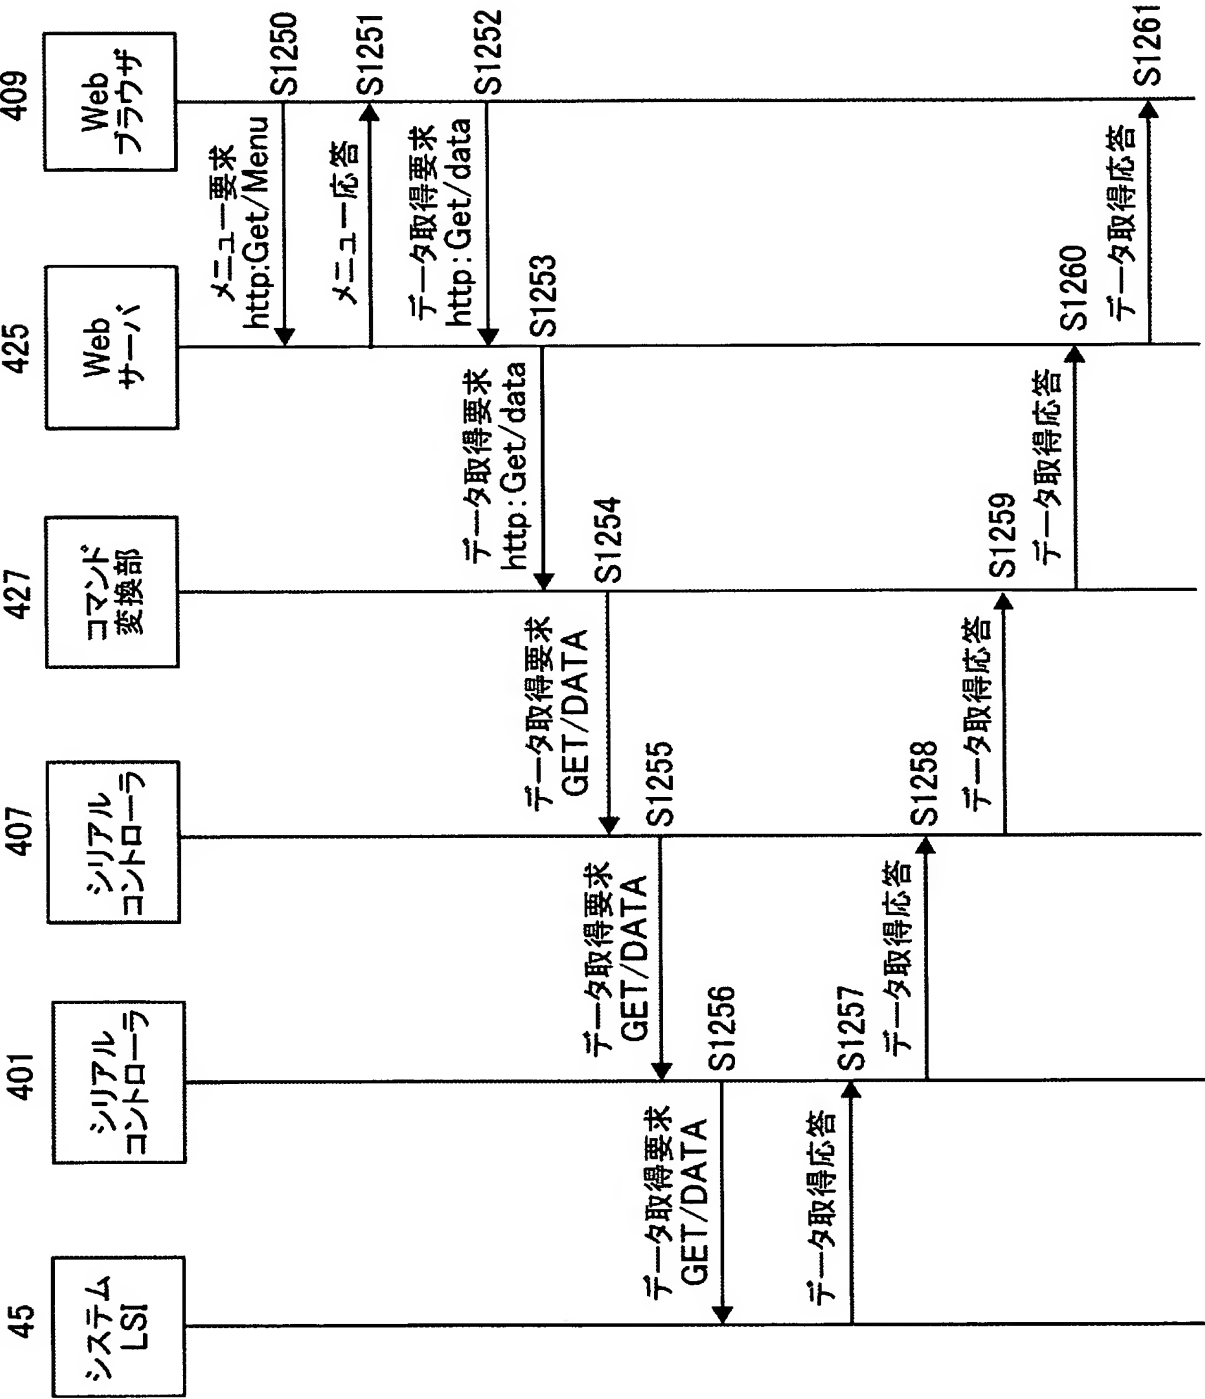 45
システム
LSI
401
シリアル
コントローラ
407
シリアル
コントローラ
427
コマンド
変換部
425
Web
サーバ
409
Web
ブラウザ
メニュー要求
http:Get/Menu
S1250
メニュー応答
S1251
データ取得要求
http:Get/data
S1252
データ取得要求
http:Get/data
S1253
データ取得要求
GET/DATA
S1254
データ取得要求
GET/DATA
S1255
データ取得要求
GET/DATA
S1256
データ取得応答
S1257
データ取得応答
S1258
データ取得応答
S1259
データ取得応答
S1260
データ取得応答
S1261